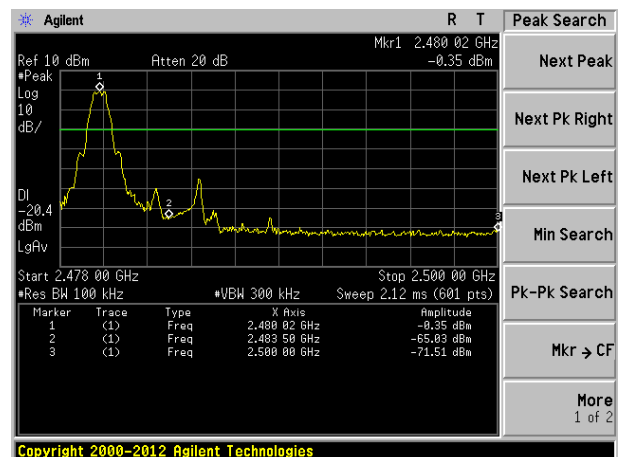 Agilent R T Peak Search
Mkr1 2.480 02 GHz
Ref 10 dBm Atten 20 dB -0.35 dBm
#Peak
Log
10
dB/
1
2
3
DI
-20.4
dBm
LgAv
Start 2.478 00 GHz Stop 2.500 00 GHz
#Res BW 100 kHz #VBW 300 kHz Sweep 2.12 ms (601 pts)
Marker Trace Type X Axis Amplitude
1 (1) Freq 2.480 02 GHz -0.35 dBm
2 (1) Freq 2.483 50 GHz -65.03 dBm
3 (1) Freq 2.500 00 GHz -71.51 dBm
Next Peak
Next Pk Right
Next Pk Left
Min Search
Pk-Pk Search
Mkr → CF
More
1 of 2
Copyright 2000-2012 Agilent Technologies